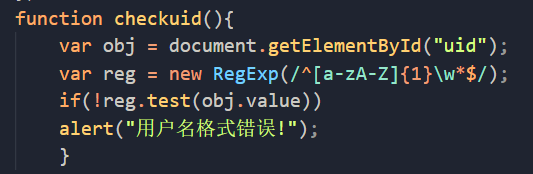 function checkuid(){
var obj = document.getElementById("uid");
var reg = new RegExp(/^[a-zA-Z]{1}\w*$/);
if(!reg.test(obj.value))
alert("用户名格式错误!");
}